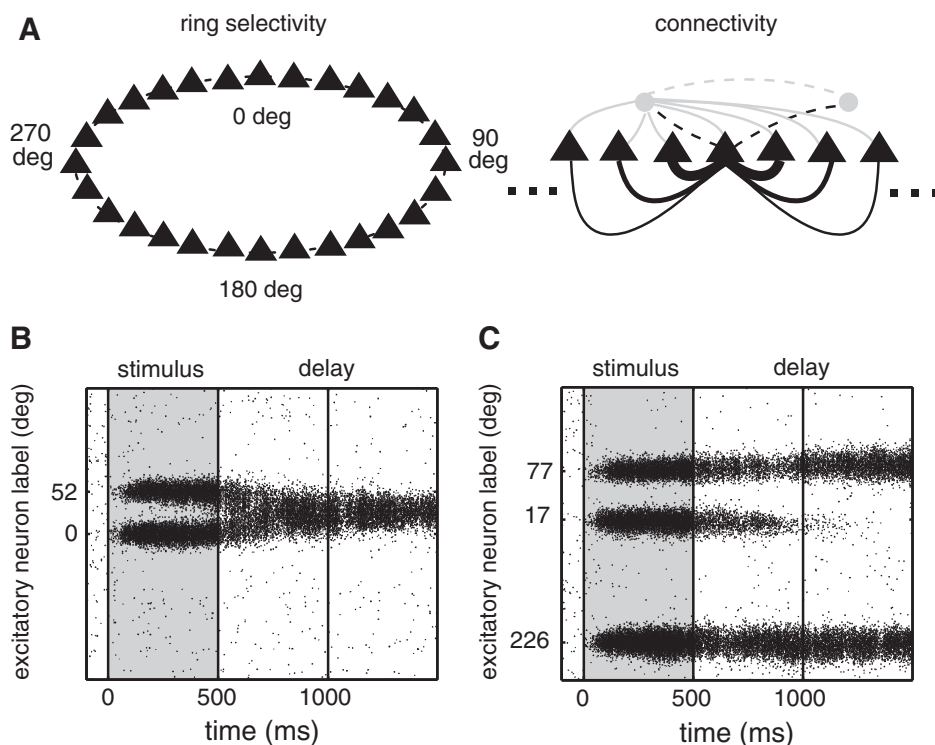 A
ring selectivity
connectivity
0 deg
270
deg
90
deg
180 deg
B
stimulus
delay
excitatory neuron label (deg)
52
0
0
500
1000
time (ms)
C
stimulus
delay
excitatory neuron label (deg)
77
17
226
0
500
1000
time (ms)